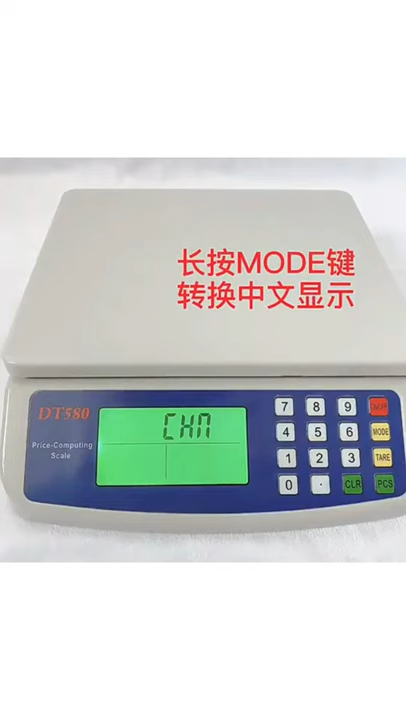 长按MODE键
转换中文显示
DT580
Price-Computing
Scale
CHN
7 8 9
4 5 6 MODE
1 2 3 TARE
0 . CLR PCS